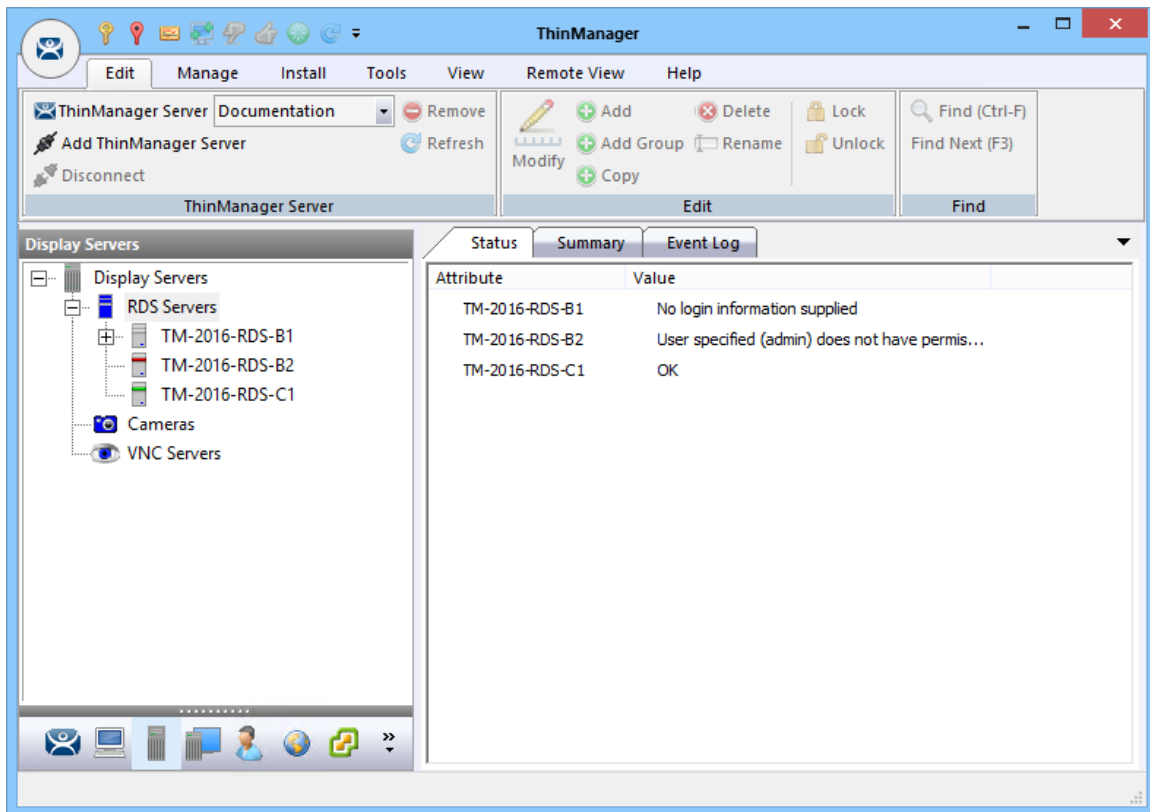 ThinManager
Edit Manage Install Tools View Remote View Help
ThinManager Server Documentation Remove
Add ThinManager Server Refresh
Disconnect
ThinManager Server
Modify
Add Delete Lock
Add Group Rename Unlock
Copy
Edit
Find (Ctrl-F)
Find Next (F3)
Find
Display Servers
Display Servers
RDS Servers
TM-2016-RDS-B1
TM-2016-RDS-B2
TM-2016-RDS-C1
Cameras
VNC Servers
Status Summary Event Log
Attribute Value
TM-2016-RDS-B1 No login information supplied
TM-2016-RDS-B2 User specified (admin) does not have permis...
TM-2016-RDS-C1 OK